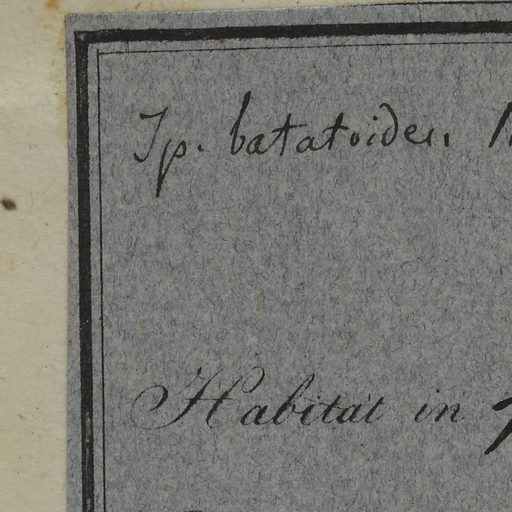 Ip. batatoides.
Habitat in